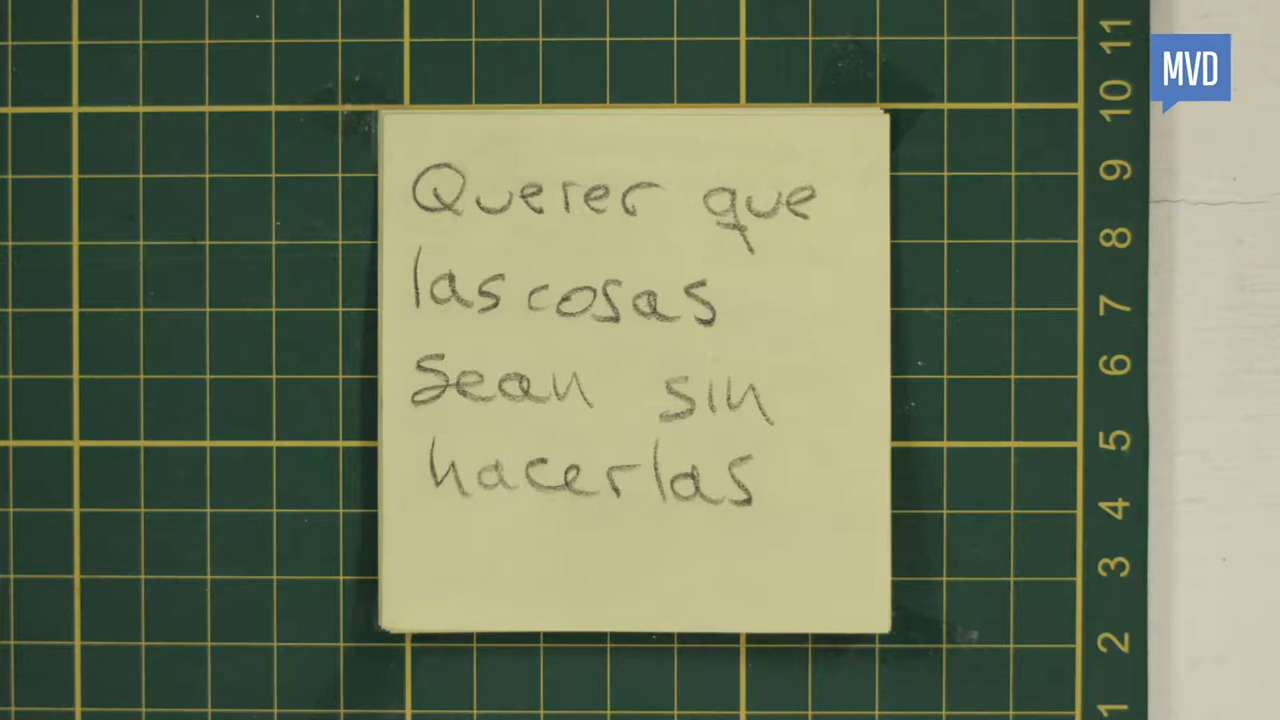 MVD
Querer que
las cosas
sean sin
hacerlas
11
10
9
8
7
6
5
4
3
2
1